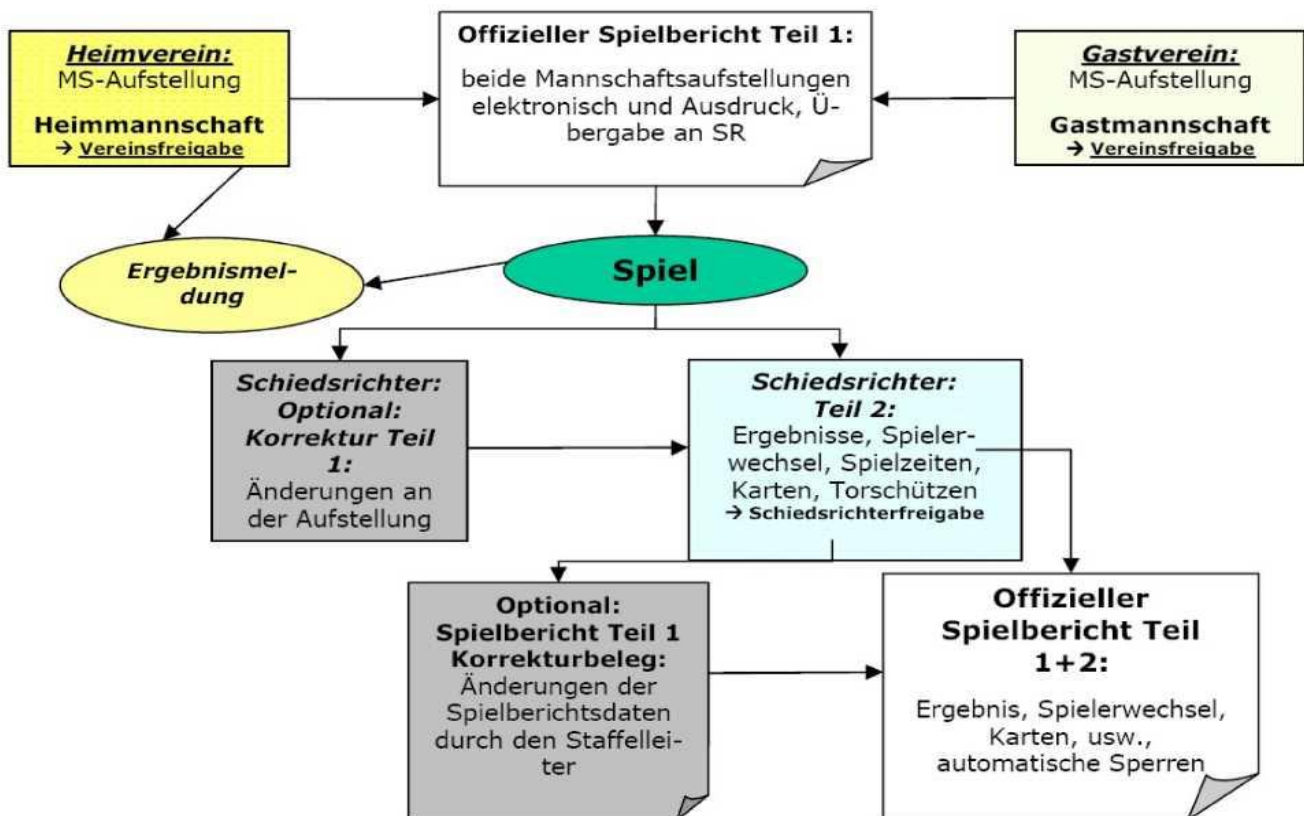 Heimverein:
MS-Aufstellung
Heimmannschaft
→ Vereinsfreigabe
Offizieller Spielbericht Teil 1:
beide Mannschaftsaufstellungen
elektronisch und Ausdruck, Ü-
bergabe an SR
Gastverein:
MS-Aufstellung
Gastmannschaft
→ Vereinsfreigabe
Ergebnismel-
dung
Spiel
Schiedsrichter:
Optional:
Korrektur Teil
1:
Änderungen an
der Aufstellung
Schiedsrichter:
Teil 2:
Ergebnisse, Spieler-
wechsel, Spielzeiten,
Karten, Torschützen
→ Schiedsrichterfreigabe
Optional:
Spielbericht Teil 1
Korrekturbeleg:
Änderungen der
Spielberichtsdaten
durch den Staffellei-
ter
Offizieller
Spielbericht Teil
1+2:
Ergebnis, Spielerwechsel,
Karten, usw.,
automatische Sperren